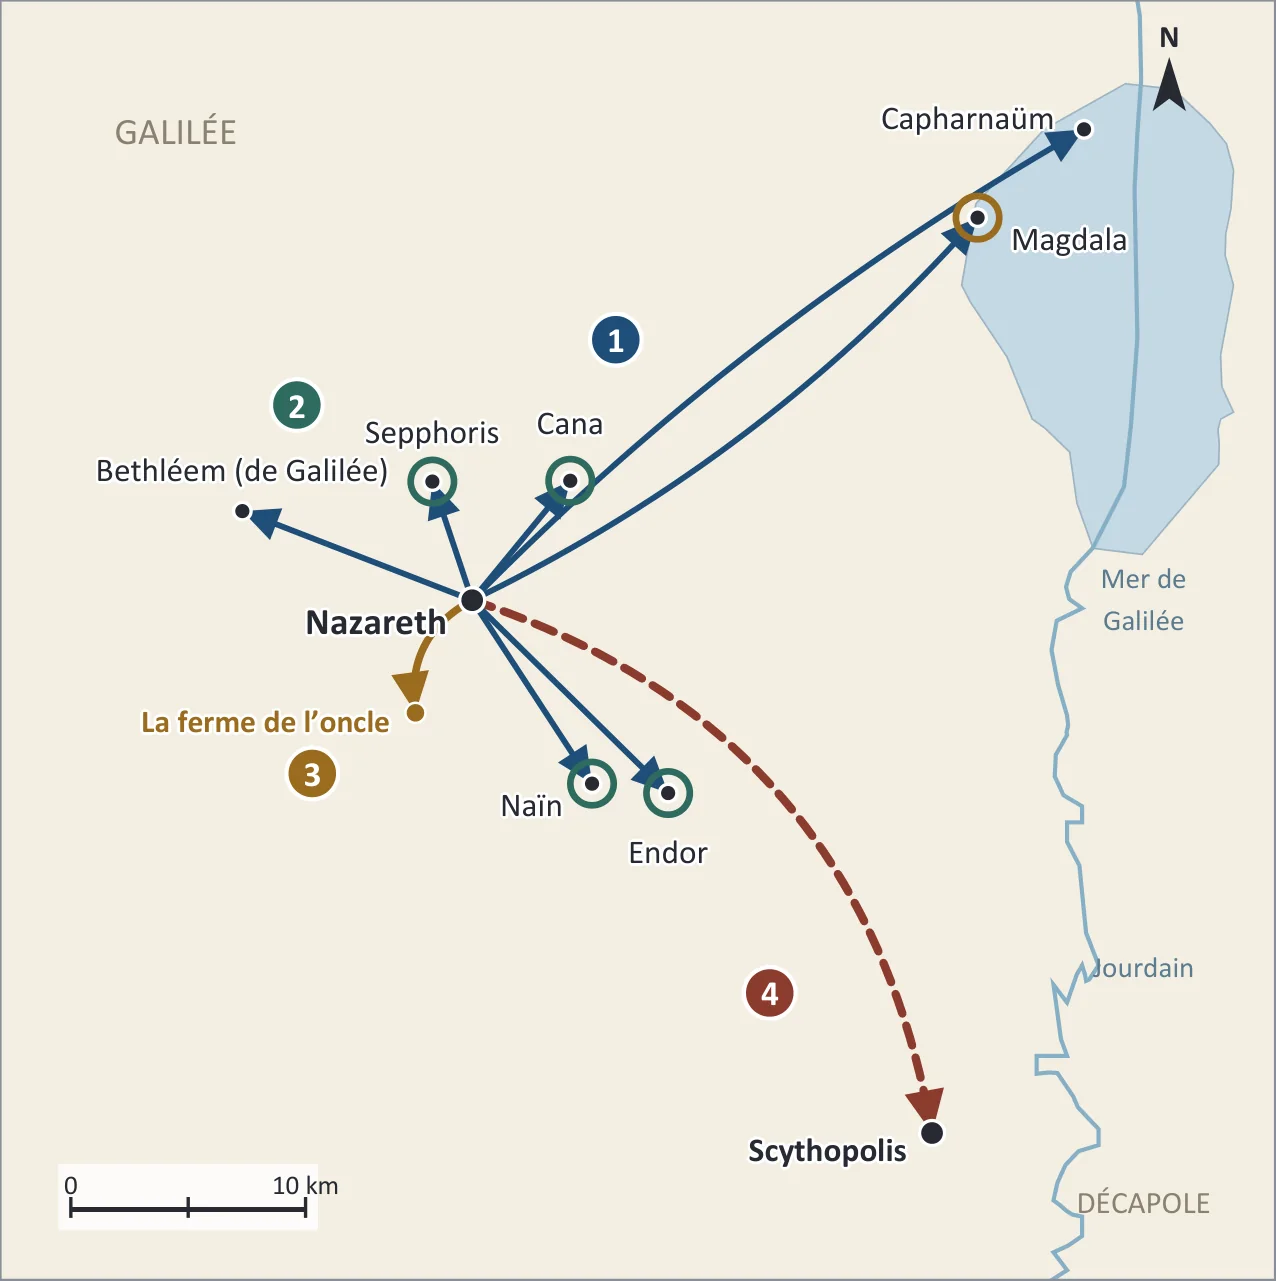 N
GALILÉE
Capharnaüm
Magdala
1
2
Sepphoris
Cana
Bethléem (de Galilée)
Mer de
Galilée
Nazareth
La ferme de l’oncle
3
Naïn
Endor
Jourdain
4
Scythopolis
0
10 km
DÉCAPOLE